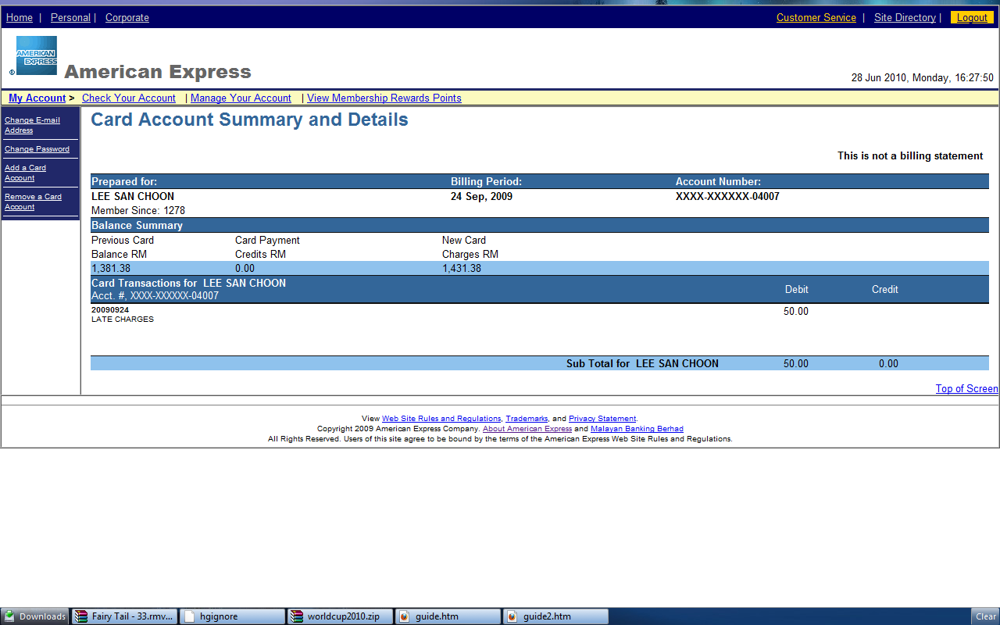 Home | Personal | Corporate
Customer Service | Site Directory | Logout
AMERICAN
EXPRESS
® American Express
28 Jun 2010, Monday, 16:27:50
My Account > Check Your Account | Manage Your Account | View Membership Rewards Points
Change E-mail
Address
Change Password
Add a Card
Account
Remove a Card
Account
Card Account Summary and Details
This is not a billing statement
Prepared for: Billing Period: Account Number:
LEE SAN CHOON 24 Sep, 2009 XXXX-XXXXXX-04007
Member Since: 1278
Balance Summary
Previous Card Card Payment New Card
Balance RM Credits RM Charges RM
1,381.38 0.00 1,431.38
Card Transactions for LEE SAN CHOON
Acct. #, XXXX-XXXXXX-04007 Debit Credit
20090924
LATE CHARGES 50.00
Sub Total for LEE SAN CHOON 50.00 0.00
Top of Screen
View Web Site Rules and Regulations, Trademarks, and Privacy Statement.
Copyright 2009 American Express Company. About American Express and Malayan Banking Berhad
All Rights Reserved. Users of this site agree to be bound by the terms of the American Express Web Site Rules and Regulations.
Downloads Fairy Tail - 33.rmv... hgignore worldcup2010.zip guide.htm guide2.htm Clear